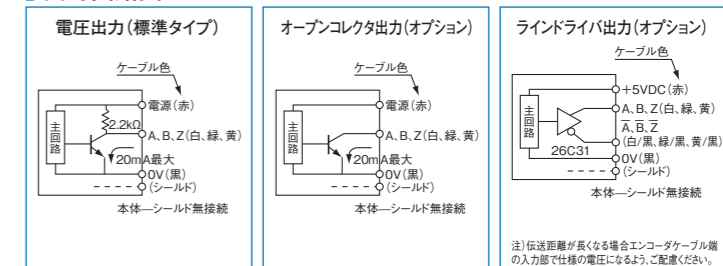 電圧出力(標準タイプ)
ケーブル色
電源(赤)
主回路
2.2kΩ
A、B、Z(白、緑、黄)
20mA最大
0V(黒)
(シールド)
本体―シールド無接続
オープンコレクタ出力(オプション)
ケーブル色
電源(赤)
主回路
A、B、Z(白、緑、黄)
20mA最大
0V(黒)
(シールド)
本体―シールド無接続
ラインドライバ出力(オプション)
ケーブル色
+5VDC(赤)
主回路
A、B、Z(白、緑、黄)
A̅、B̅、Z̅
(白/黒、緑/黒、黄/黒)
26C31
0V(黒)
(シールド)
本体―シールド無接続
注)伝送距離が長くなる場合エンコーダケーブル端
の入力部で仕様の電圧になるよう、ご配慮ください。